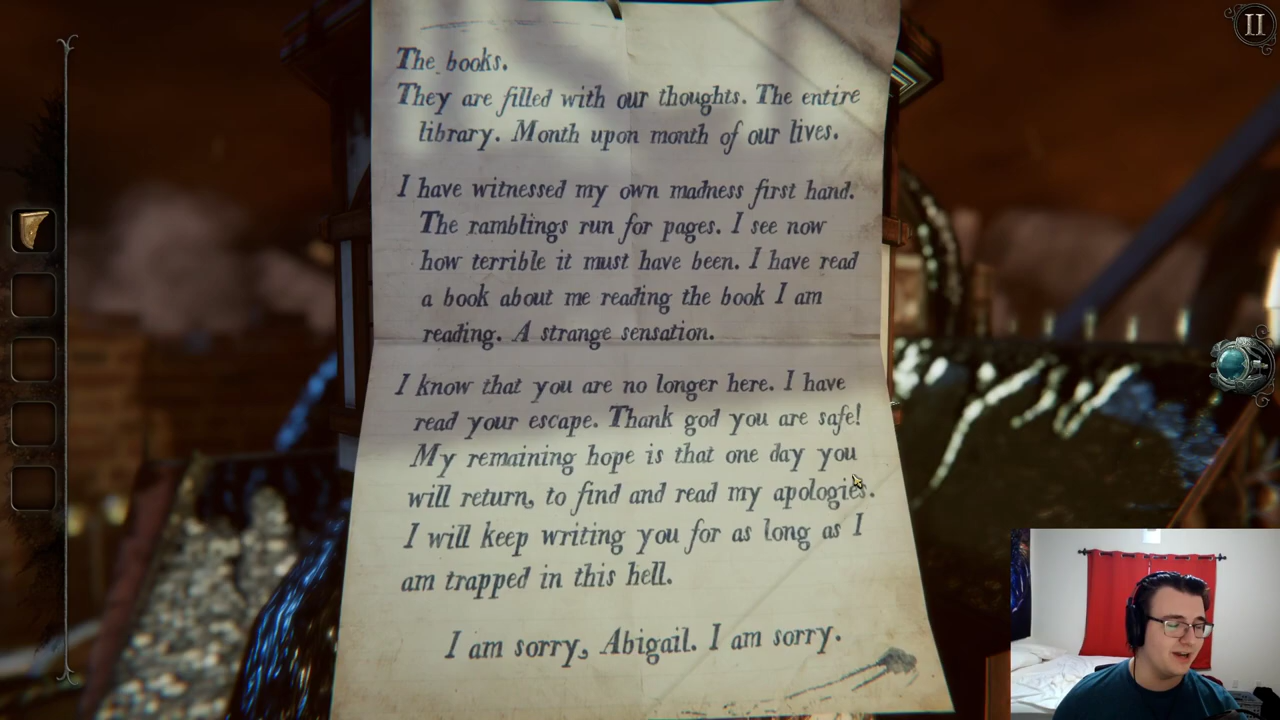 The books.
They are filled with our thoughts. The entire
library. Month upon month of our lives.
I have witnessed my own madness first hand.
The ramblings run for pages. I see now
how terrible it must have been. I have read
a book about me reading the book I am
reading. A strange sensation.
I know that you are no longer here. I have
read your escape. Thank god you are safe!
My remaining hope is that one day you
will return, to find and read my apologies.
I will keep writing you for as long as I
am trapped in this hell.
I am sorry, Abigail. I am sorry.